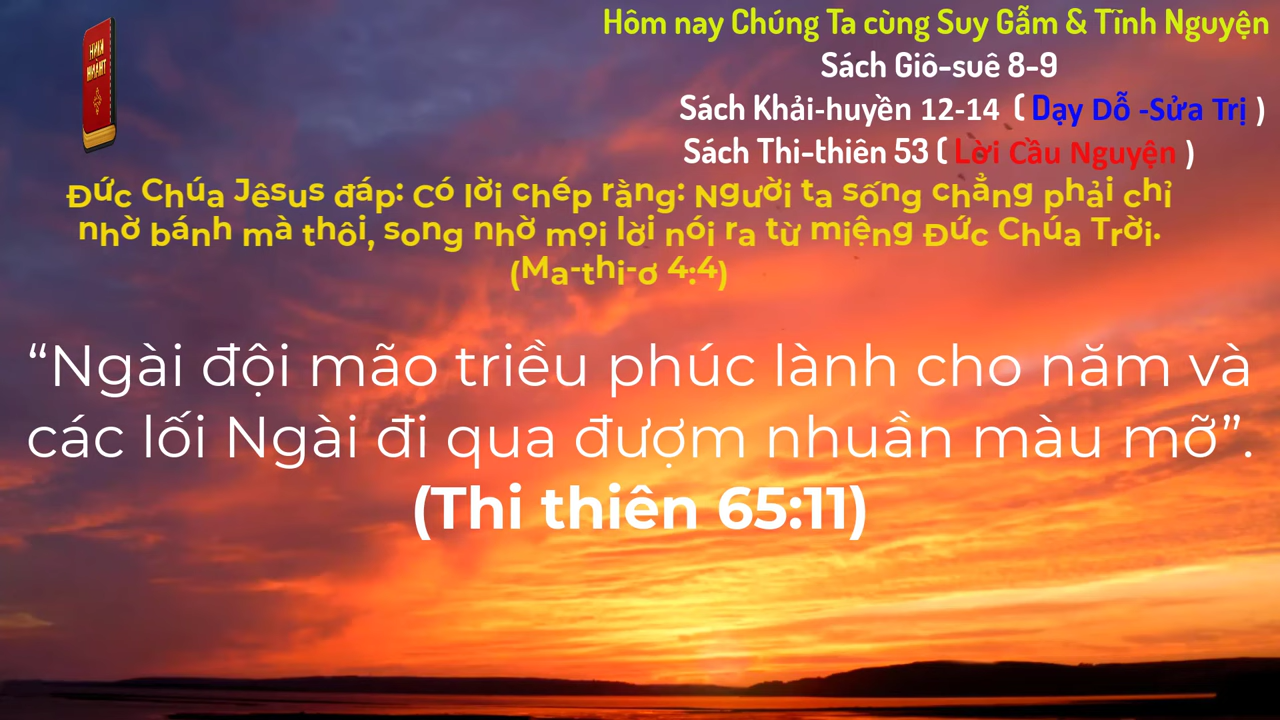 KINH
THÁNH
Hôm nay Chúng Ta cùng Suy Gẫm & Tĩnh Nguyện
Sách Giô-suê 8-9
Sách Khải-huyền 12-14 ( Dạy Dỗ -Sửa Trị )
Sách Thi-thiên 53 ( Lời Cầu Nguyện )
Đức Chúa Jêsus đáp: Có lời chép rằng: Người ta sống chẳng phải chỉ
nhờ bánh mà thôi, song nhờ mọi lời nói ra từ miệng Đức Chúa Trời.
(Ma-thi-ơ 4:4)
“Ngài đội mão triều phúc lành cho năm và
các lối Ngài đi qua đượm nhuần màu mỡ”.
(Thi thiên 65:11)